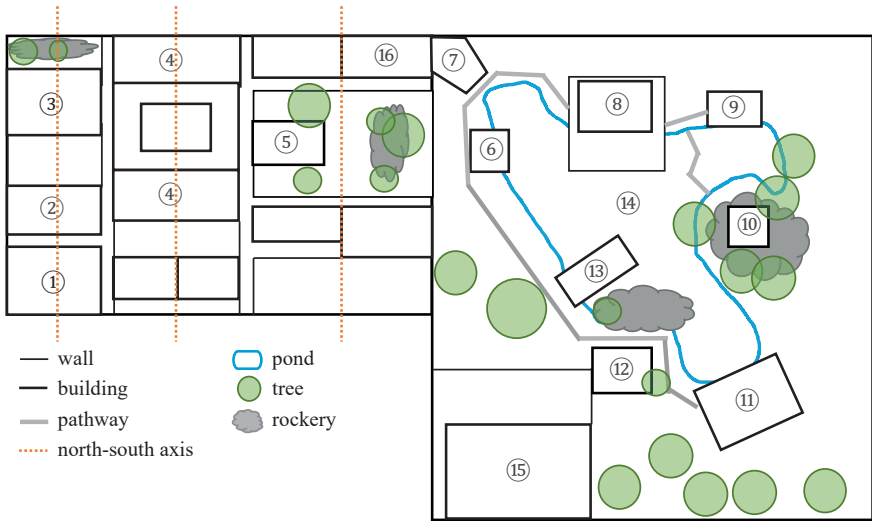 ④
⑯
⑦
③
⑧
⑨
⑤
⑥
④
②
⑭
⑩
⑬
①
⑫
⑪
⑮
wall
building
pathway
north-south axis
pond
tree
rockery